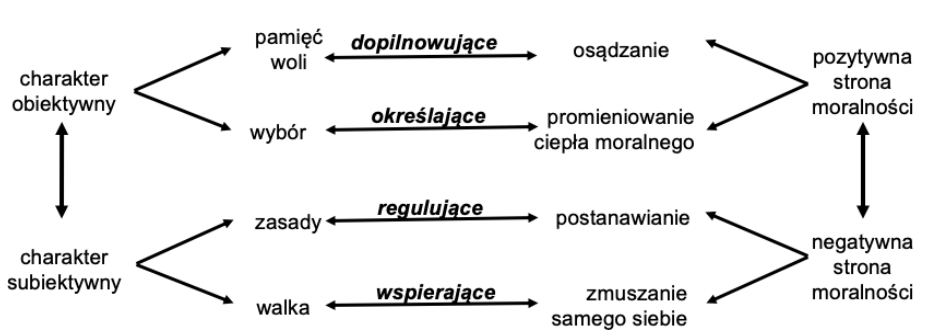 pamięć
woli
dopilnowujące
osądzanie
pozytywna
strona
moralności
charakter
obiektywny
wybór
określające
promieniowanie
ciepła moralnego
zasady
regulujące
postanawianie
negatywna
strona
moralności
charakter
subiektywny
walka
wspierające
zmuszanie
samego siebie